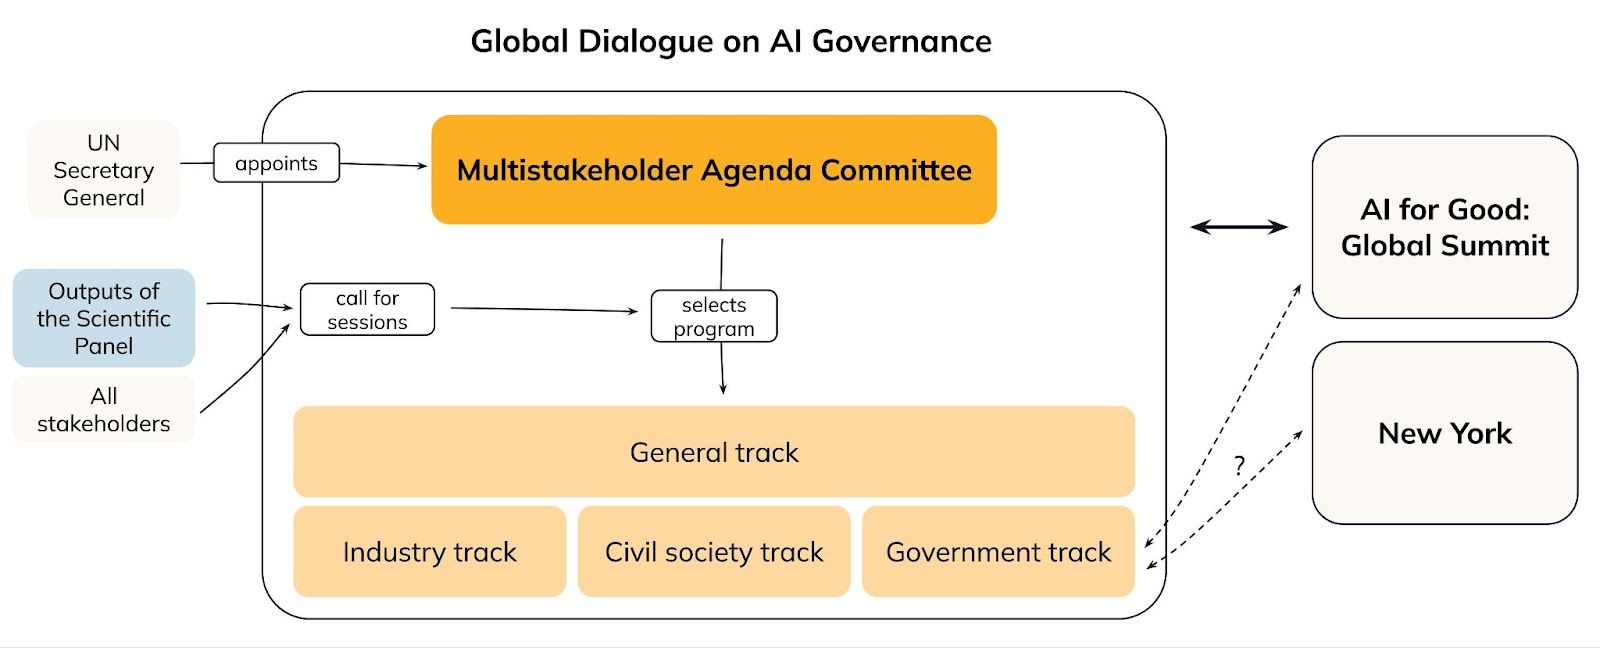 Global Dialogue on AI Governance
UN
Secretary
General
appoints
Multistakeholder Agenda Committee
AI for Good:
Global Summit
Outputs of
the Scientific
Panel
call for
sessions
selects
program
All
stakeholders
General track
New York
?
Industry track
Civil society track
Government track